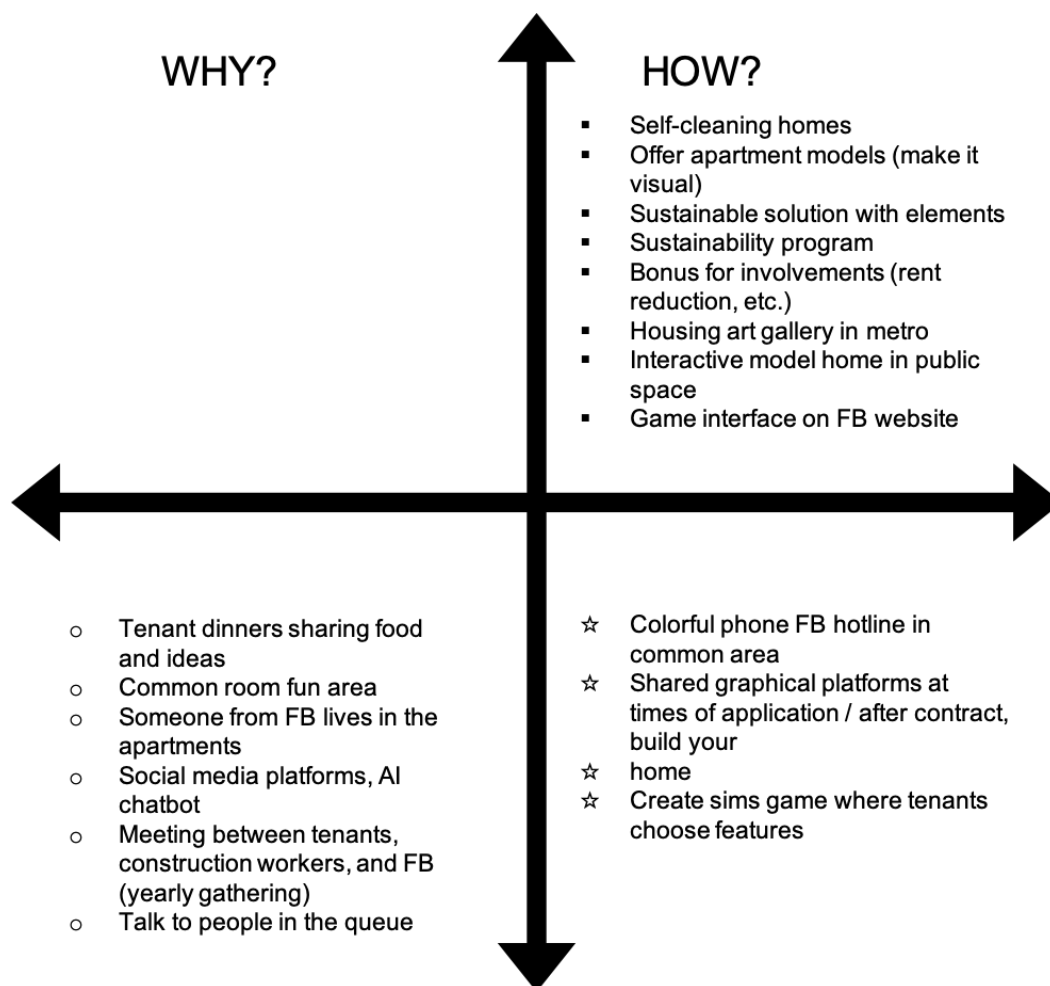 WHY?
HOW?
▪ Self-cleaning homes
▪ Offer apartment models (make it
visual)
▪ Sustainable solution with elements
▪ Sustainability program
▪ Bonus for involvements (rent
reduction, etc.)
▪ Housing art gallery in metro
▪ Interactive model home in public
space
▪ Game interface on FB website
o Tenant dinners sharing food
and ideas
o Common room fun area
o Someone from FB lives in the
apartments
o Social media platforms, AI
chatbot
o Meeting between tenants,
construction workers, and FB
(yearly gathering)
o Talk to people in the queue
☆ Colorful phone FB hotline in
common area
☆ Shared graphical platforms at
times of application / after contract,
build your
☆ home
☆ Create sims game where tenants
choose features